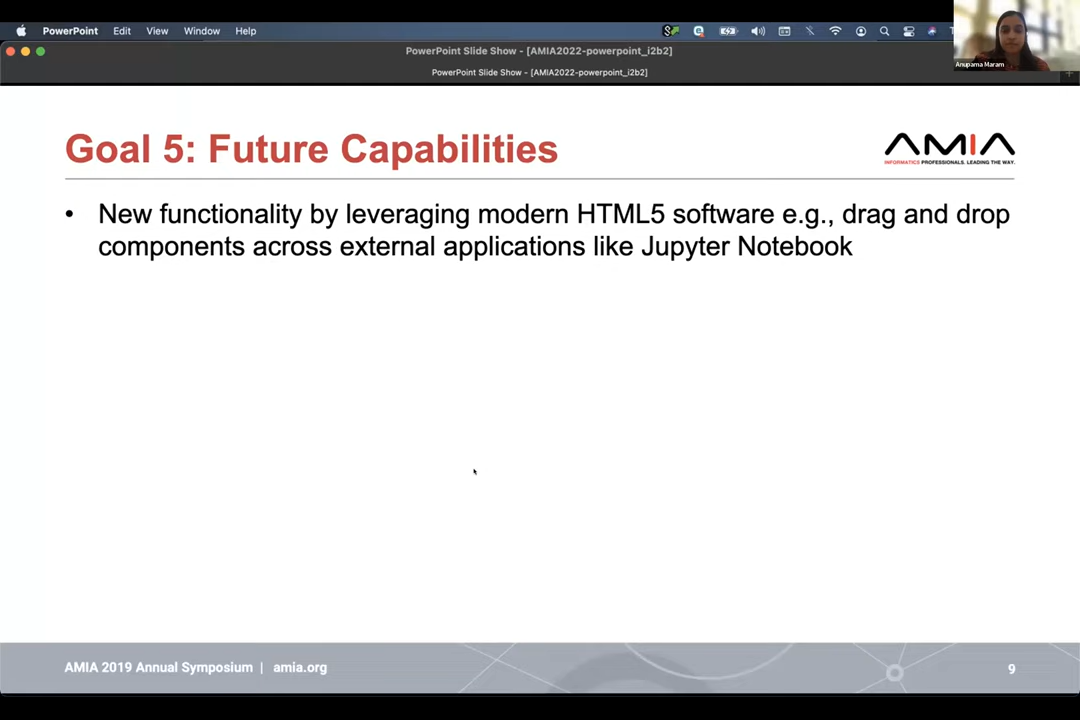 PowerPoint Edit View Window Help
PowerPoint Slide Show - [AMIA2022-powerpoint_i2b2]
PowerPoint Slide Show - [AMIA2022-powerpoint_i2b2]
Anupama Maram
Goal 5: Future Capabilities
AMIA
INFORMATICS PROFESSIONALS. LEADING THE WAY.
• New functionality by leveraging modern HTML5 software e.g., drag and drop
components across external applications like Jupyter Notebook
AMIA 2019 Annual Symposium | amia.org
9